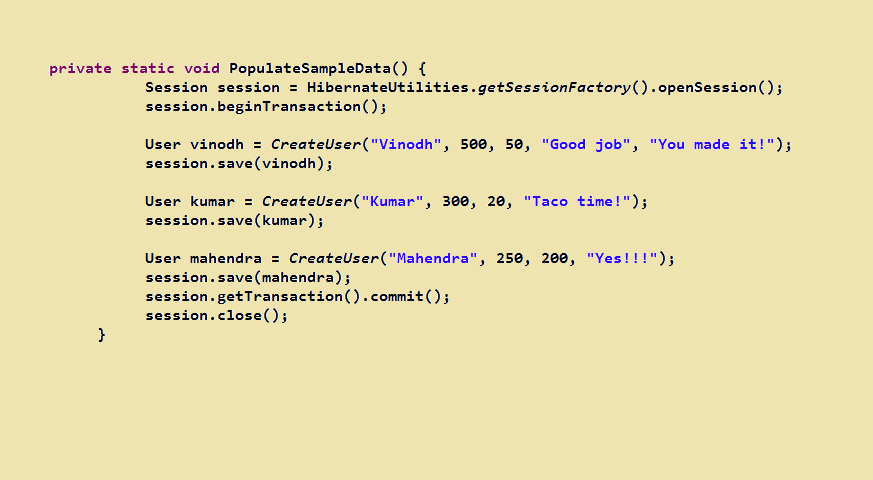 private static void PopulateSampleData() {
Session session = HibernateUtilities.getSessionFactory().openSession();
session.beginTransaction();
User vinodh = CreateUser("Vinodh", 500, 50, "Good job", "You made it!");
session.save(vinodh);
User kumar = CreateUser("Kumar", 300, 20, "Taco time!");
session.save(kumar);
User mahendra = CreateUser("Mahendra", 250, 200, "Yes!!!");
session.save(mahendra);
session.getTransaction().commit();
session.close();
}